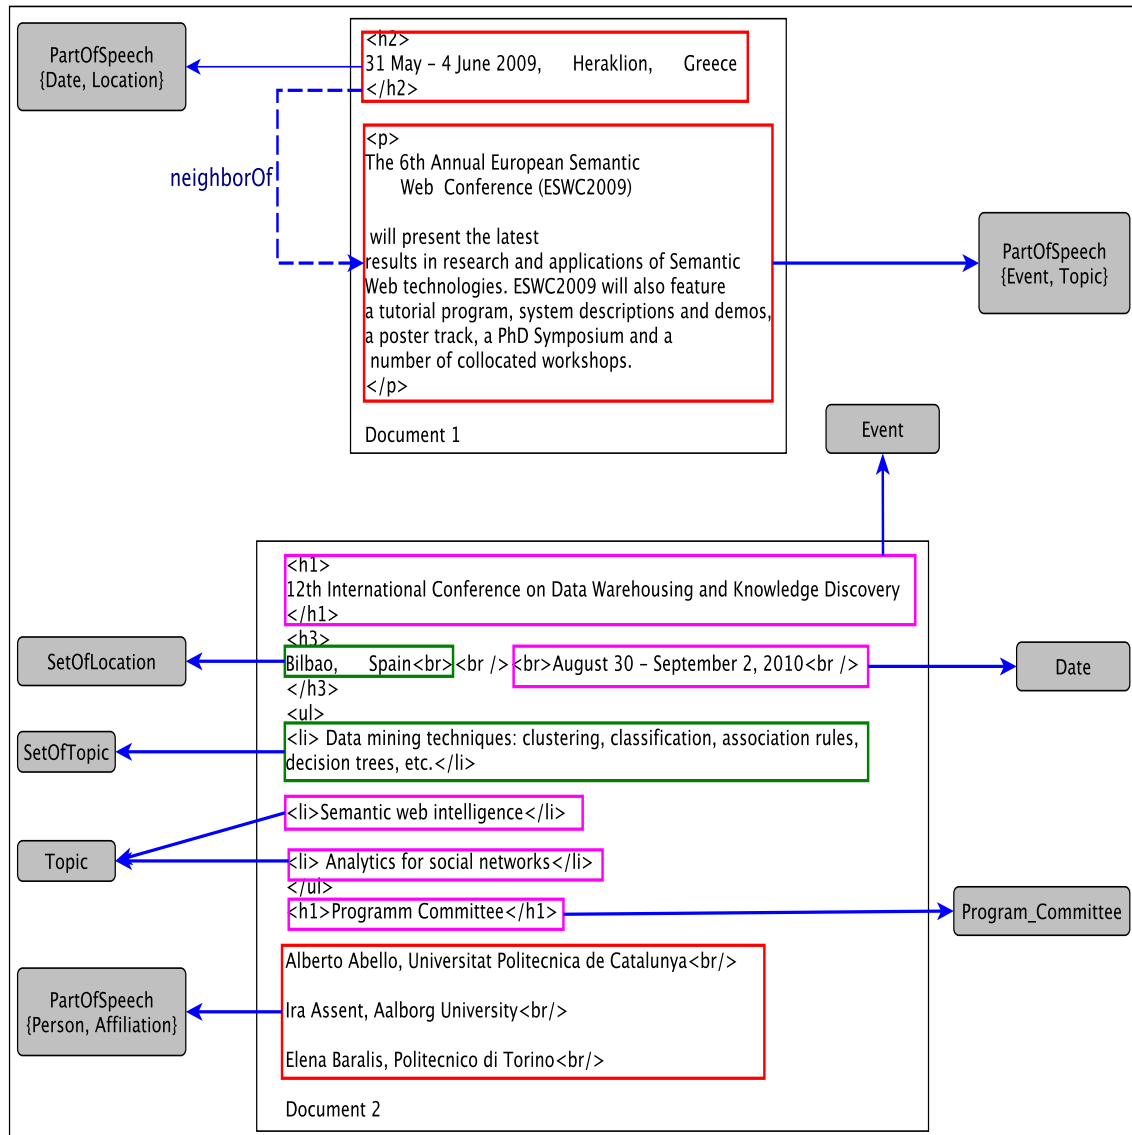 PartOfSpeech
{Date, Location}
<h2>
31 May – 4 June 2009, Heraklion, Greece
</h2>
neighborOf
<p>
The 6th Annual European Semantic
Web Conference (ESWC2009)
will present the latest
results in research and applications of Semantic
Web technologies. ESWC2009 will also feature
a tutorial program, system descriptions and demos,
a poster track, a PhD Symposium and a
number of collocated workshops.
</p>
Document 1
PartOfSpeech
{Event, Topic}
Event
<h1>
12th International Conference on Data Warehousing and Knowledge Discovery
</h1>
<h3>
SetOfLocation
Bilbao, Spain<br> <br /> <br>August 30 – September 2, 2010<br />
Date
</h3>
<ul>
SetOfTopic
<li> Data mining techniques: clustering, classification, association rules,
decision trees, etc.</li>
<li>Semantic web intelligence</li>
Topic
<li> Analytics for social networks</li>
</ul>
<h1>Programm Committee</h1>
Program_Committee
PartOfSpeech
{Person, Affiliation}
Alberto Abello, Universitat Politecnica de Catalunya<br/>
Ira Assent, Aalborg University<br/>
Elena Baralis, Politecnico di Torino<br/>
Document 2